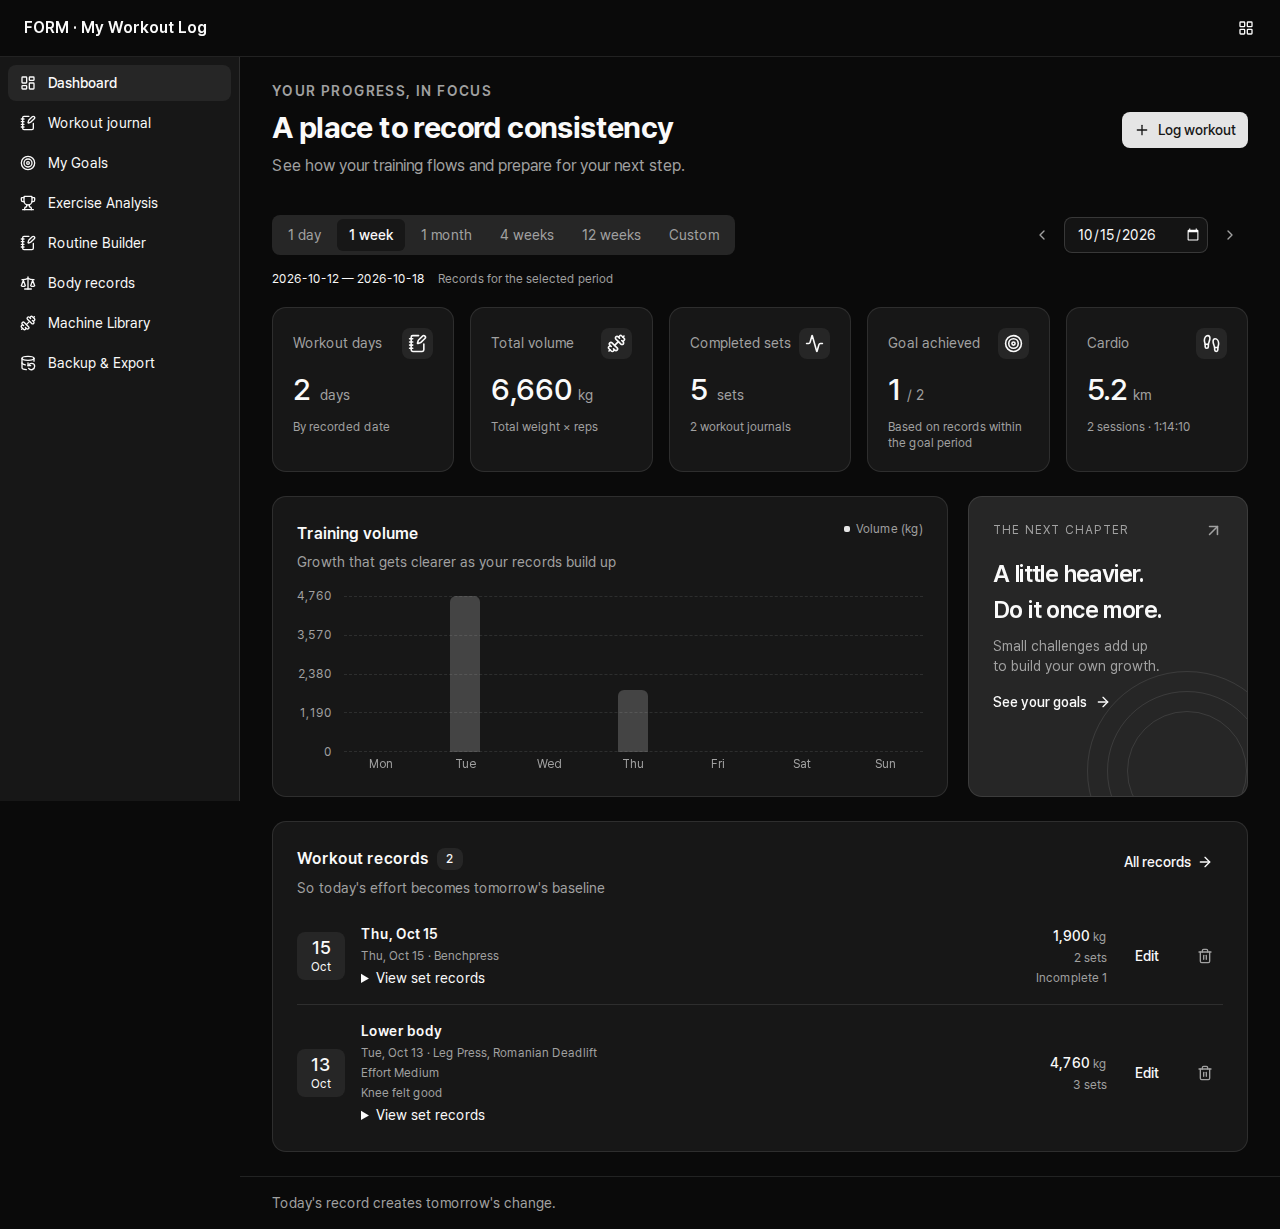 FORM · My Workout Log
Dashboard
Workout journal
My Goals
Exercise Analysis
Routine Builder
Body records
Machine Library
Backup & Export
YOUR PROGRESS, IN FOCUS
A place to record consistency
See how your training flows and prepare for your next step.
Log workout
1 day
1 week
1 month
4 weeks
12 weeks
Custom
10/15/2026
2026-10-12 — 2026-10-18 Records for the selected period
Workout days
2 days
By recorded date
Total volume
6,660 kg
Total weight × reps
Completed sets
5 sets
2 workout journals
Goal achieved
1 / 2
Based on records within
the goal period
Cardio
5.2 km
2 sessions · 1:14:10
Training volume
Volume (kg)
Growth that gets clearer as your records build up
4,760
3,570
2,380
1,190
0
Mon
Tue
Wed
Thu
Fri
Sat
Sun
THE NEXT CHAPTER
A little heavier.
Do it once more.
Small challenges add up
to build your own growth.
See your goals
Workout records 2
All records
So today's effort becomes tomorrow's baseline
15
Oct
Thu, Oct 15
Thu, Oct 15 · Benchpress
View set records
1,900 kg
2 sets
Incomplete 1
Edit
13
Oct
Lower body
Tue, Oct 13 · Leg Press, Romanian Deadlift
Effort Medium
Knee felt good
View set records
4,760 kg
3 sets
Edit
Today's record creates tomorrow's change.